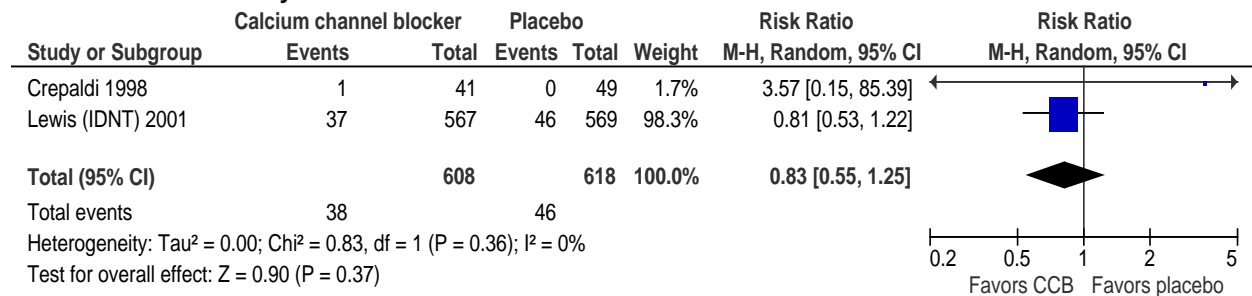 Calcium channel blocker Placebo Risk Ratio Risk Ratio
Study or Subgroup Events Total Events Total Weight M-H, Random, 95% CI M-H, Random, 95% CI
Crepaldi 1998 1 41 0 49 1.7% 3.57 [0.15, 85.39]
Lewis (IDNT) 2001 37 567 46 569 98.3% 0.81 [0.53, 1.22]
Total (95% CI) 608 618 100.0% 0.83 [0.55, 1.25]
Total events 38 46
Heterogeneity: Tau² = 0.00; Chi² = 0.83, df = 1 (P = 0.36); I² = 0%
Test for overall effect: Z = 0.90 (P = 0.37)
0.2 0.5 1 2 5
Favors CCB Favors placebo